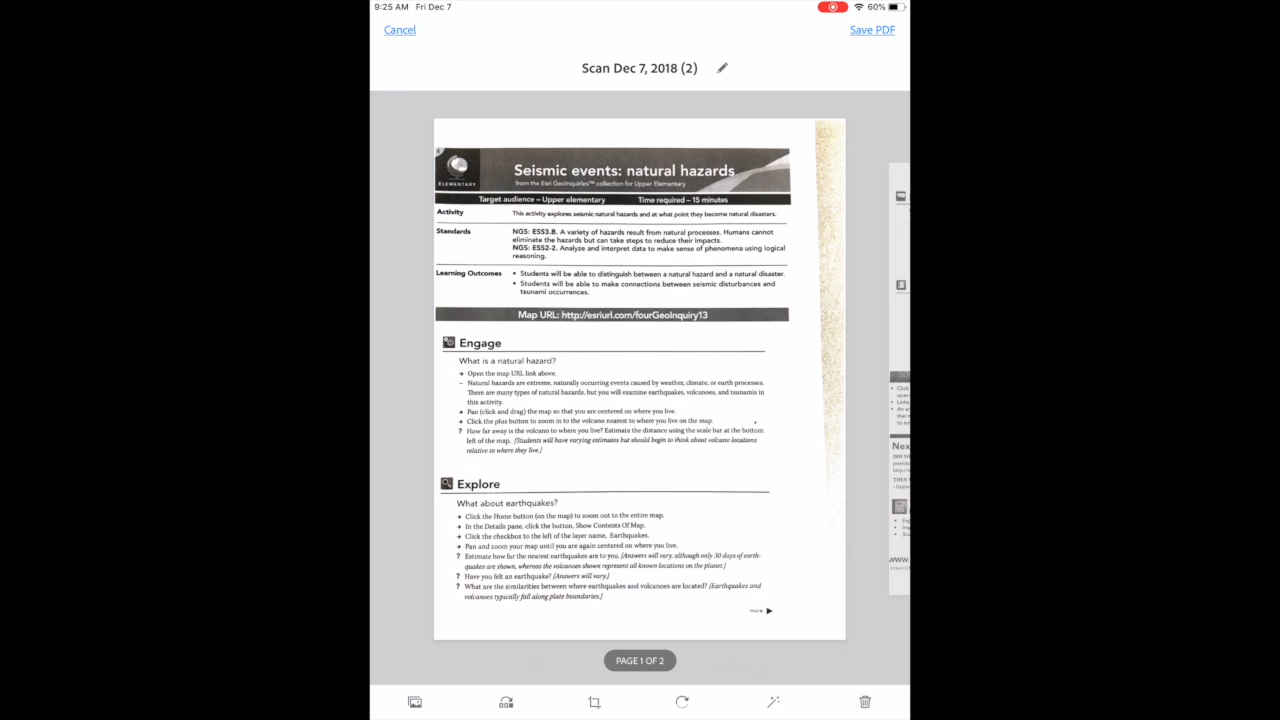 9:25 AM Fri Dec 7
60%
Cancel
Save PDF
Scan Dec 7, 2018 (2)
ELEMENTARY
Seismic events: natural hazards
from the Esri GeoInquiries™ collection for Upper Elementary
Target audience – Upper elementary Time required – 15 minutes
Activity This activity explores seismic natural hazards and at what point they become natural disasters.
Standards NGS: ESS3.B. A variety of hazards result from natural processes. Humans cannot
eliminate the hazards but can take steps to reduce their impacts.
NGS: ESS2-2. Analyze and interpret data to make sense of phenomena using logical
reasoning.
Learning Outcomes • Students will be able to distinguish between a natural hazard and a natural disaster.
• Students will be able to make connections between seismic disturbances and
tsunami occurrences.
Map URL: http://esriurl.com/fourGeoInquiry13
Engage
What is a natural hazard?
→ Open the map URL link above.
– Natural hazards are extreme, naturally occurring events caused by weather, climate, or earth processes.
There are many types of natural hazards, but you will examine earthquakes, volcanoes, and tsunamis in
this activity.
→ Pan (click and drag) the map so that you are centered on where you live.
→ Click the plus button to zoom in to the volcano nearest to where you live on the map.
? How far away is the volcano to where you live? Estimate the distance using the scale bar at the bottom
left of the map. [Students will have varying estimates but should begin to think about volcano locations
relative to where they live.]
Explore
What about earthquakes?
→ Click the Home button (on the map) to zoom out to the entire map.
→ In the Details pane, click the button, Show Contents Of Map.
→ Click the checkbox to the left of the layer name, Earthquakes.
→ Pan and zoom your map until you are again centered on where you live.
? Estimate how far the nearest earthquakes are to you. [Answers will vary, although only 30 days of earth-
quakes are shown, whereas the volcanoes shown represent all known locations on the planet.]
? Have you felt an earthquake? [Answers will vary.]
? What are the similarities between where earthquakes and volcanoes are located? [Earthquakes and
volcanoes typically fall along plate boundaries.]
more ▶
• Click
• An
Nex
THEN
www.
PAGE 1 OF 2